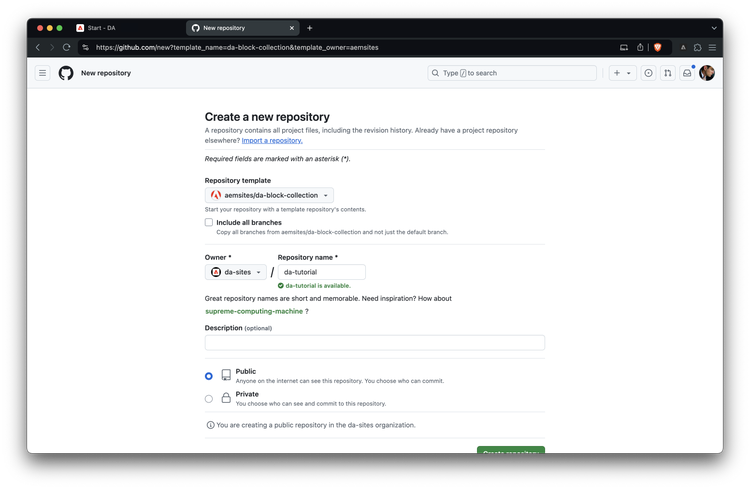 Start - DA
New repository
https://github.com/new?template_name=da-block-collection&template_owner=aemsites
New repository
Type / to search
Create a new repository
A repository contains all project files, including the revision history. Already have a project repository
elsewhere? Import a repository.
Required fields are marked with an asterisk (*).
Repository template
aemsites/da-block-collection
Start your repository with a template repository's contents.
Include all branches
Copy all branches from aemsites/da-block-collection and not just the default branch.
Owner * Repository name *
da-sites / da-tutorial
da-tutorial is available.
Great repository names are short and memorable. Need inspiration? How about
supreme-computing-machine ?
Description (optional)
Public
Anyone on the internet can see this repository. You choose who can commit.
Private
You choose who can see and commit to this repository.
You are creating a public repository in the da-sites organization.
Create repository